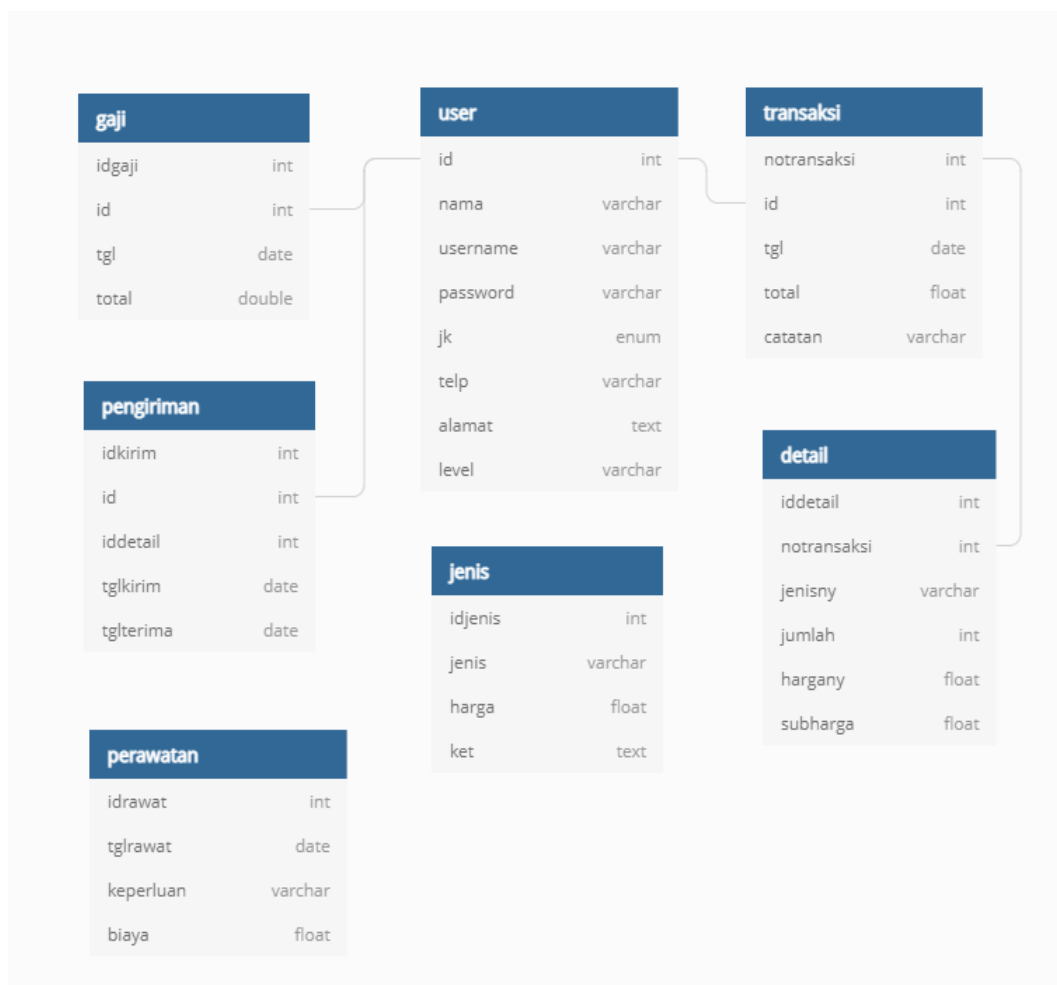 gaji
idgaji int
id int
tgl date
total double
user
id int
nama varchar
username varchar
password varchar
jk enum
telp varchar
alamat text
level varchar
transaksi
notransaksi int
id int
tgl date
total float
catatan varchar
pengiriman
idkirim int
id int
iddetail int
tglkirim date
tglterima date
jenis
idjenis int
jenis varchar
harga float
ket text
detail
iddetail int
notransaksi int
jenisny varchar
jumlah int
hargany float
subharga float
perawatan
idrawat int
tglrawat date
keperluan varchar
biaya float